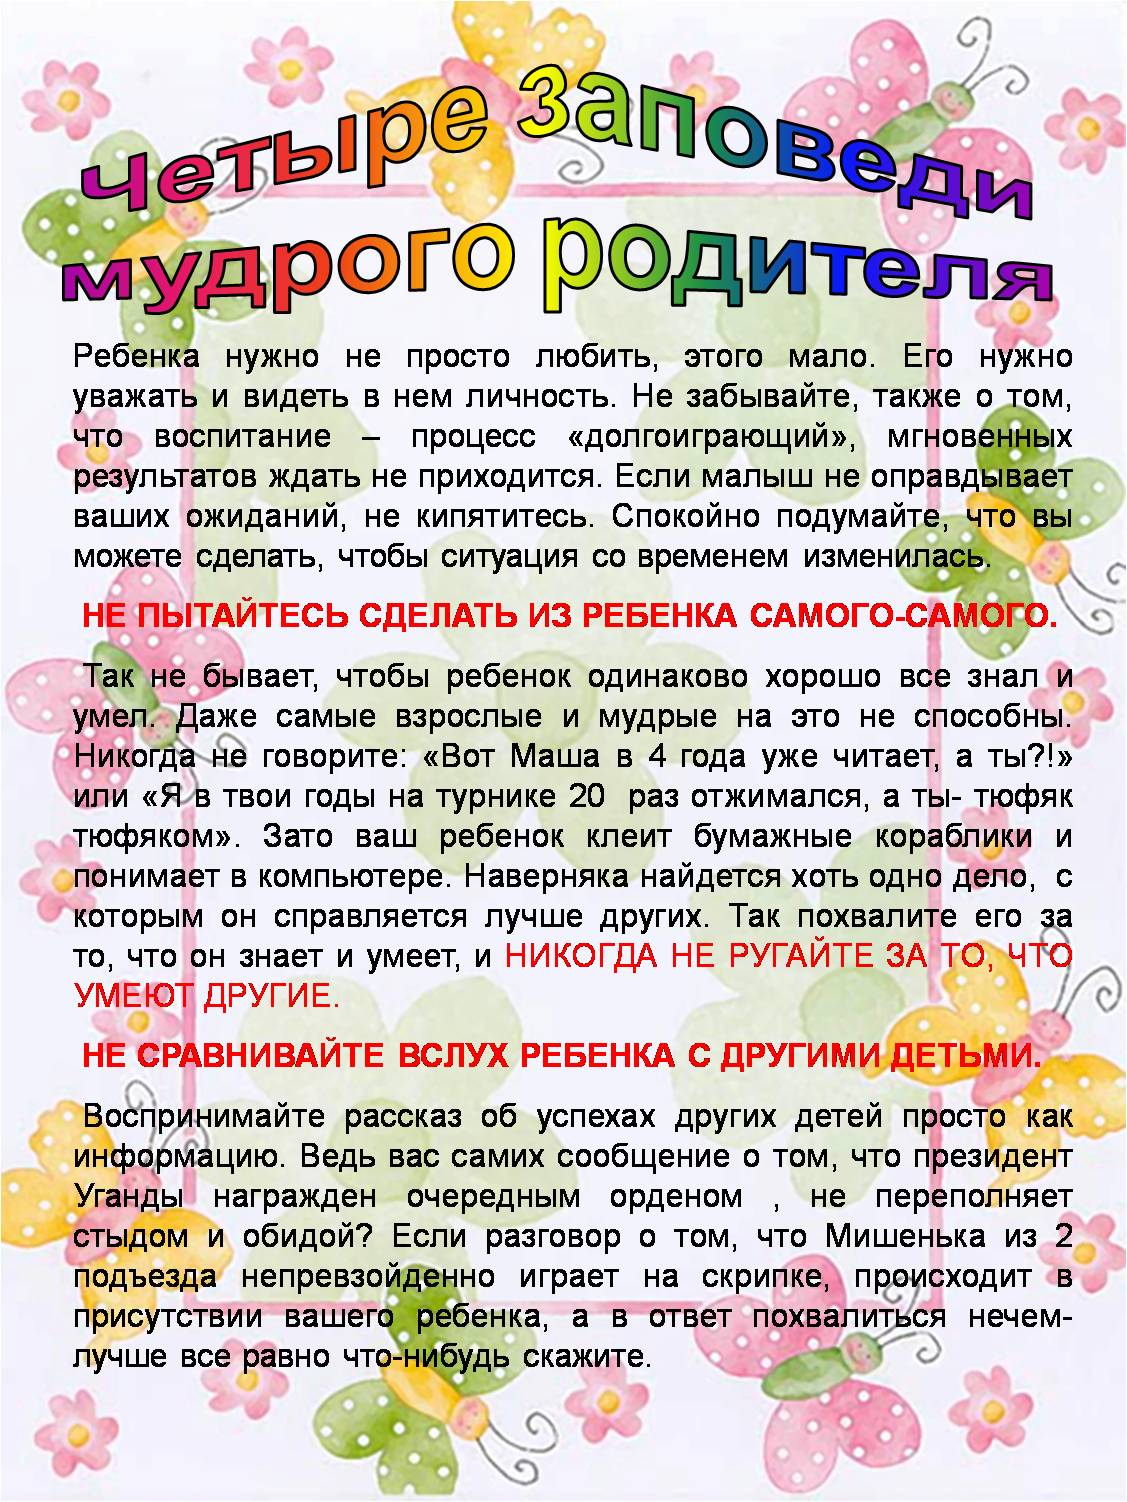 Четыре заповеди
мудрого родителя
Ребенка нужно не просто любить, этого мало. Его нужно
уважать и видеть в нем личность. Не забывайте, также о том,
что воспитание – процесс «долгоиграющий», мгновенных
результатов ждать не приходится. Если малыш не оправдывает
ваших ожиданий, не кипятитесь. Спокойно подумайте, что вы
можете сделать, чтобы ситуация со временем изменилась.
НЕ ПЫТАЙТЕСЬ СДЕЛАТЬ ИЗ РЕБЕНКА САМОГО-САМОГО.
Так не бывает, чтобы ребенок одинаково хорошо все знал и
умел. Даже самые взрослые и мудрые на это не способны.
Никогда не говорите: «Вот Маша в 4 года уже читает, а ты?!»
или «Я в твои годы на турнике 20 раз отжимался, а ты- тюфяк
тюфяком». Зато ваш ребенок клеит бумажные кораблики и
понимает в компьютере. Наверняка найдется хоть одно дело, с
которым он справляется лучше других. Так похвалите его за
то, что он знает и умеет, и НИКОГДА НЕ РУГАЙТЕ ЗА ТО, ЧТО
УМЕЮТ ДРУГИЕ.
НЕ СРАВНИВАЙТЕ ВСЛУХ РЕБЕНКА С ДРУГИМИ ДЕТЬМИ.
Воспринимайте рассказ об успехах других детей просто как
информацию. Ведь вас самих сообщение о том, что президент
Уганды награжден очередным орденом , не переполняет
стыдом и обидой? Если разговор о том, что Мишенька из 2
подъезда непревзойденно играет на скрипке, происходит в
присутствии вашего ребенка, а в ответ похвалиться нечем-
лучше все равно что-нибудь скажите.